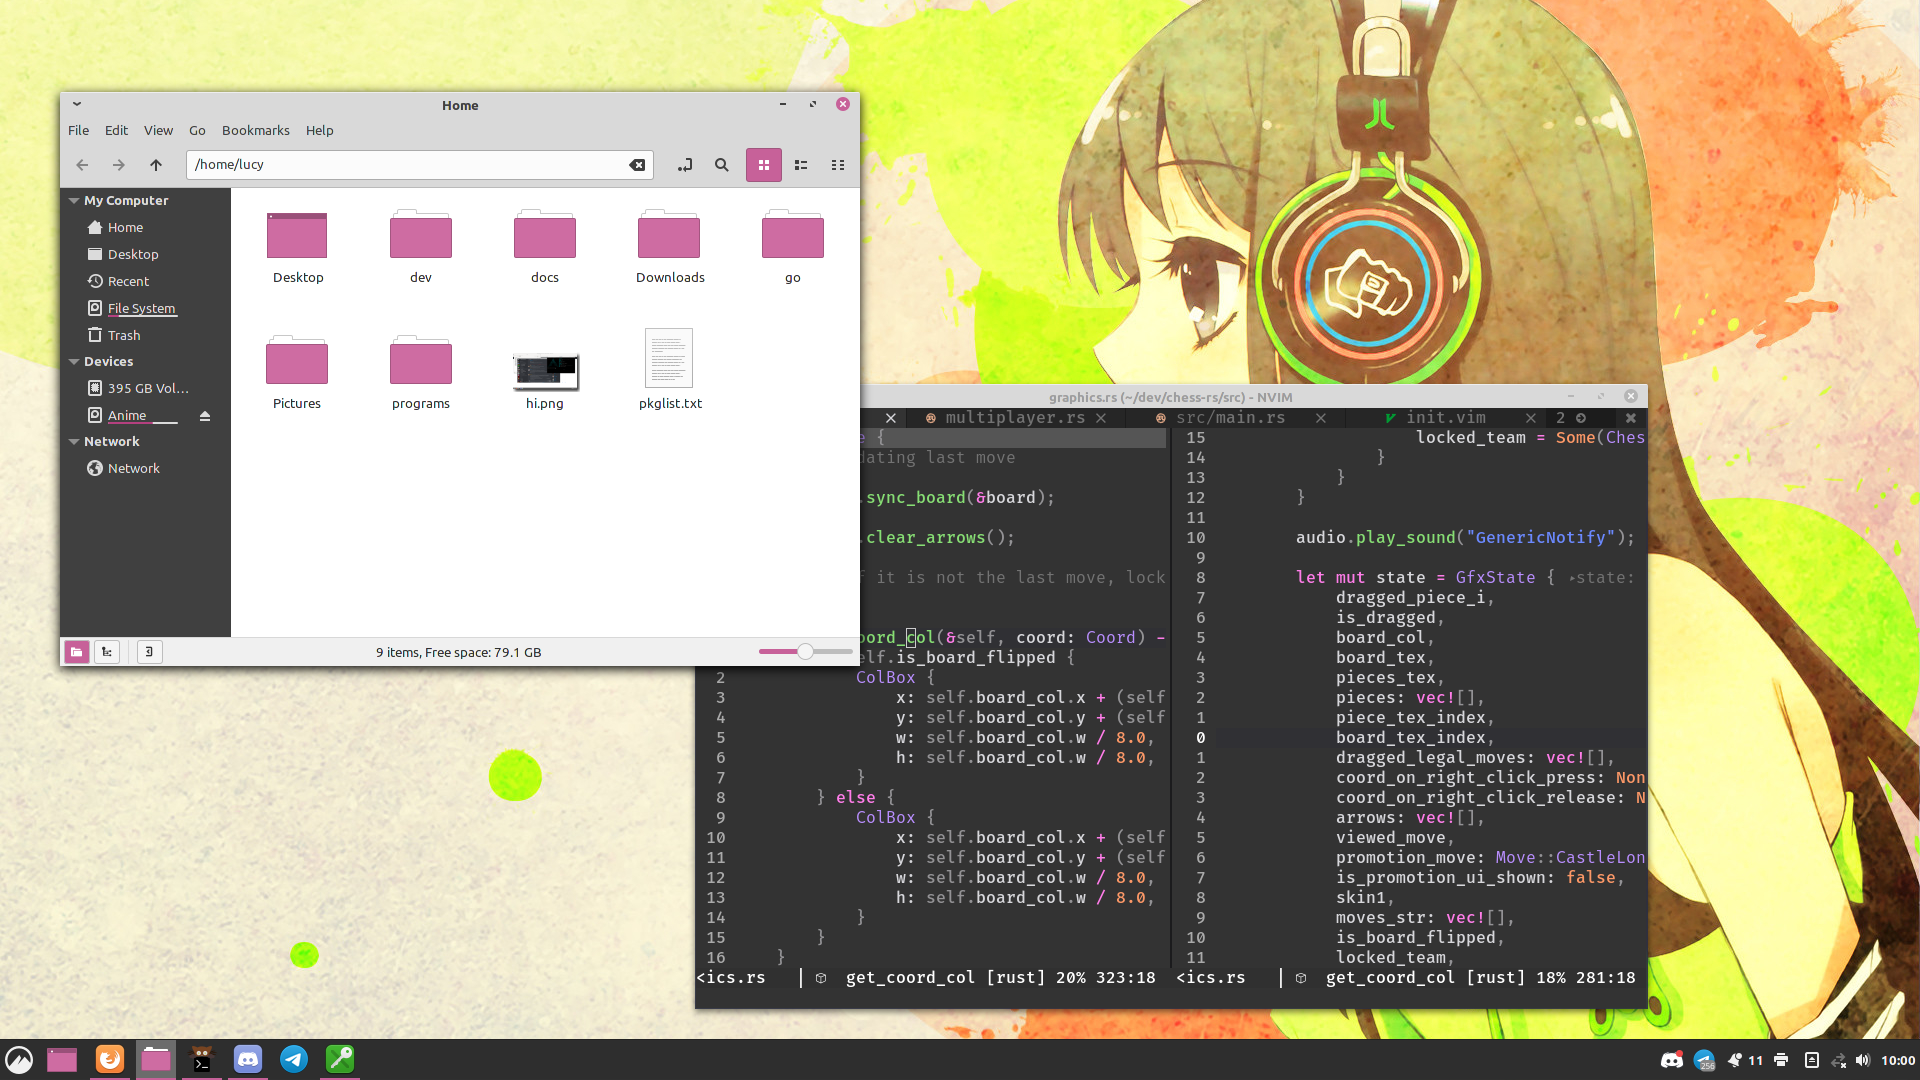 Home
File Edit View Go Bookmarks Help
/home/lucy
My Computer
Home
Desktop
Recent
File System
Trash
Devices
395 GB Vol...
Anime
Network
Network
Desktop
dev
docs
Downloads
go
Pictures
programs
hi.png
pkglist.txt
9 items, Free space: 79.1 GB
graphics.rs (~/dev/chess-rs/src) - NVIM
multiplayer.rs
src/main.rs
init.vim
2
e {
dating last move
.sync_board(&board);
.clear_arrows();
f it is not the last move, lock
oord_col(&self, coord: Coord) -
elf.is_board_flipped {
2 ColBox {
3 x: self.board_col.x + (self
4 y: self.board_col.y + (self
5 w: self.board_col.w / 8.0,
6 h: self.board_col.w / 8.0,
7 }
8 } else {
9 ColBox {
10 x: self.board_col.x + (self
11 y: self.board_col.y + (self
12 w: self.board_col.w / 8.0,
13 h: self.board_col.w / 8.0,
14 }
15 }
16 }
<ics.rs | get_coord_col [rust] 20% 323:18
15 locked_team = Some(Ches
14 }
13 }
12 }
11
10 audio.play_sound("GenericNotify");
9
8 let mut state = GfxState { ▸state:
7 dragged_piece_i,
6 is_dragged,
5 board_col,
4 board_tex,
3 pieces_tex,
2 pieces: vec![],
1 piece_tex_index,
0 board_tex_index,
1 dragged_legal_moves: vec![],
2 coord_on_right_click_press: Non
3 coord_on_right_click_release: N
4 arrows: vec![],
5 viewed_move,
6 promotion_move: Move::CastleLon
7 is_promotion_ui_shown: false,
8 skin1,
9 moves_str: vec![],
10 is_board_flipped,
11 locked_team,
<ics.rs | get_coord_col [rust] 18% 281:18
256
11
10:00